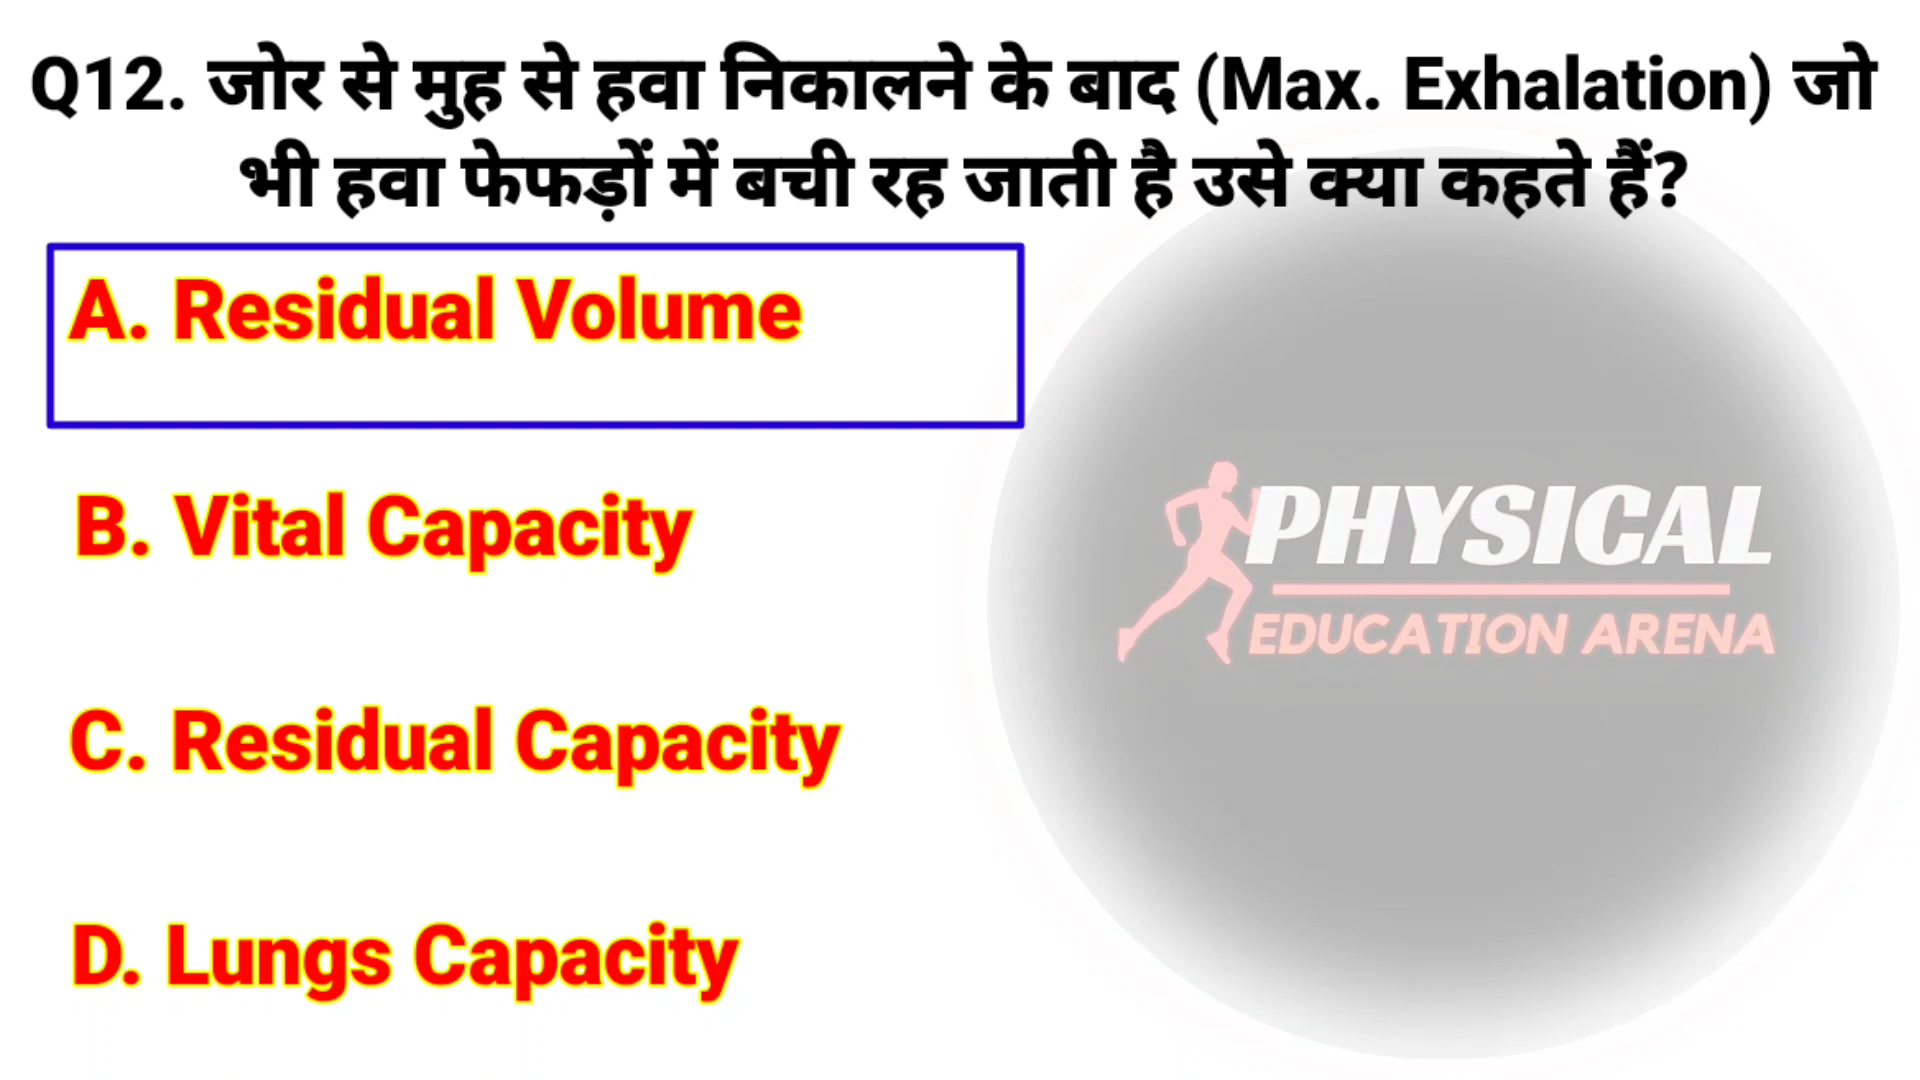 Q12. जोर से मुह से हवा निकालने के बाद (Max. Exhalation) जो
भी हवा फेफड़ों में बची रह जाती है उसे क्या कहते हैं?
A. Residual Volume
B. Vital Capacity
C. Residual Capacity
D. Lungs Capacity
PHYSICAL
EDUCATION ARENA